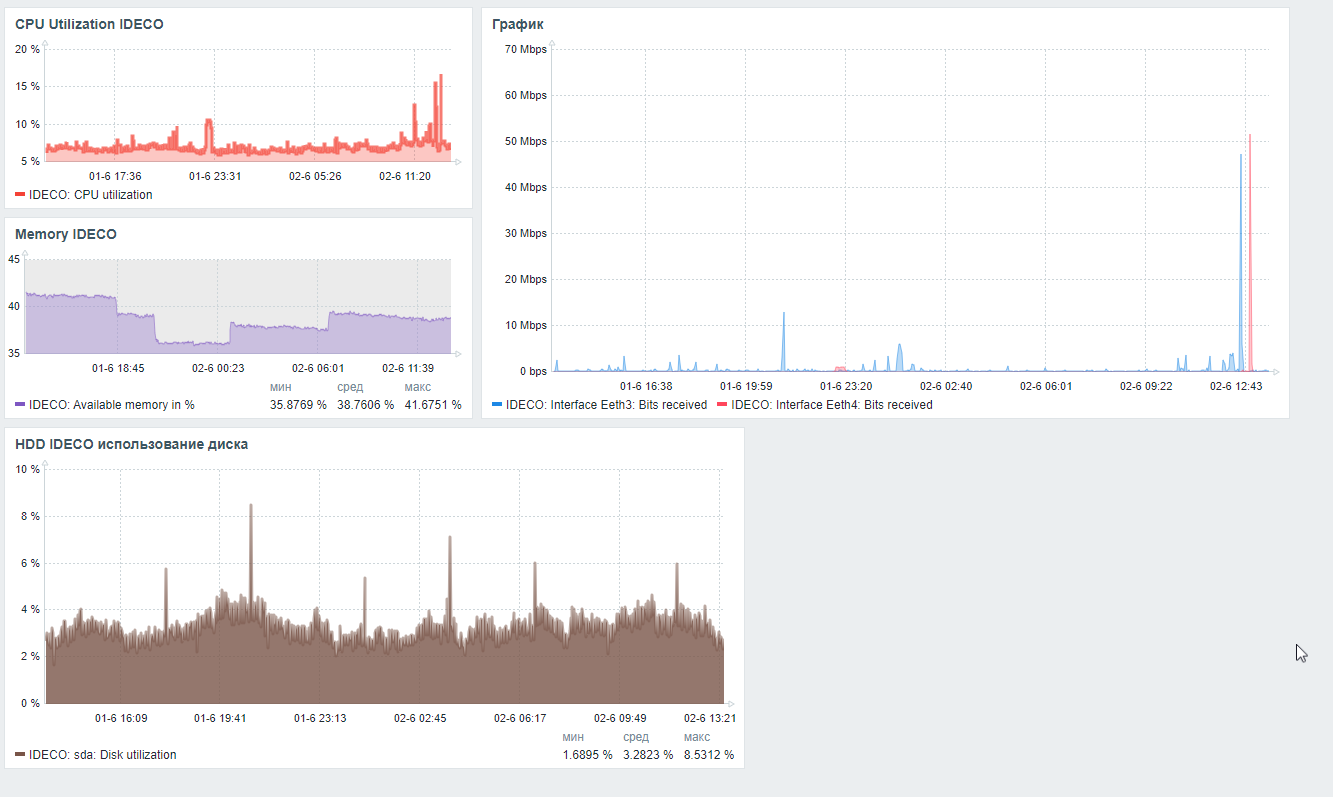 CPU Utilization IDECO
20 %
15 %
10 %
5 %
01-6 17:36 01-6 23:31 02-6 05:26 02-6 11:20
IDECO: CPU utilization
Memory IDECO
45
40
35
01-6 18:45 02-6 00:23 02-6 06:01 02-6 11:39
мин сред макс
IDECO: Available memory in % 35.8769 % 38.7606 % 41.6751 %
График
70 Mbps
60 Mbps
50 Mbps
40 Mbps
30 Mbps
20 Mbps
10 Mbps
0 bps
01-6 16:38 01-6 19:59 01-6 23:20 02-6 02:40 02-6 06:01 02-6 09:22 02-6 12:43
IDECO: Interface Eeth3: Bits received IDECO: Interface Eeth4: Bits received
HDD IDECO использование диска
10 %
8 %
6 %
4 %
2 %
0 %
01-6 16:09 01-6 19:41 01-6 23:13 02-6 02:45 02-6 06:17 02-6 09:49 02-6 13:21
мин сред макс
IDECO: sda: Disk utilization 1.6895 % 3.2823 % 8.5312 %